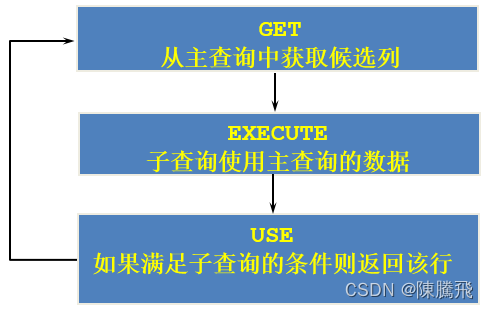 GET
从主查询中获取候选列
EXECUTE
子查询使用主查询的数据
USE
如果满足子查询的条件则返回该行
CSDN @陳騰飛